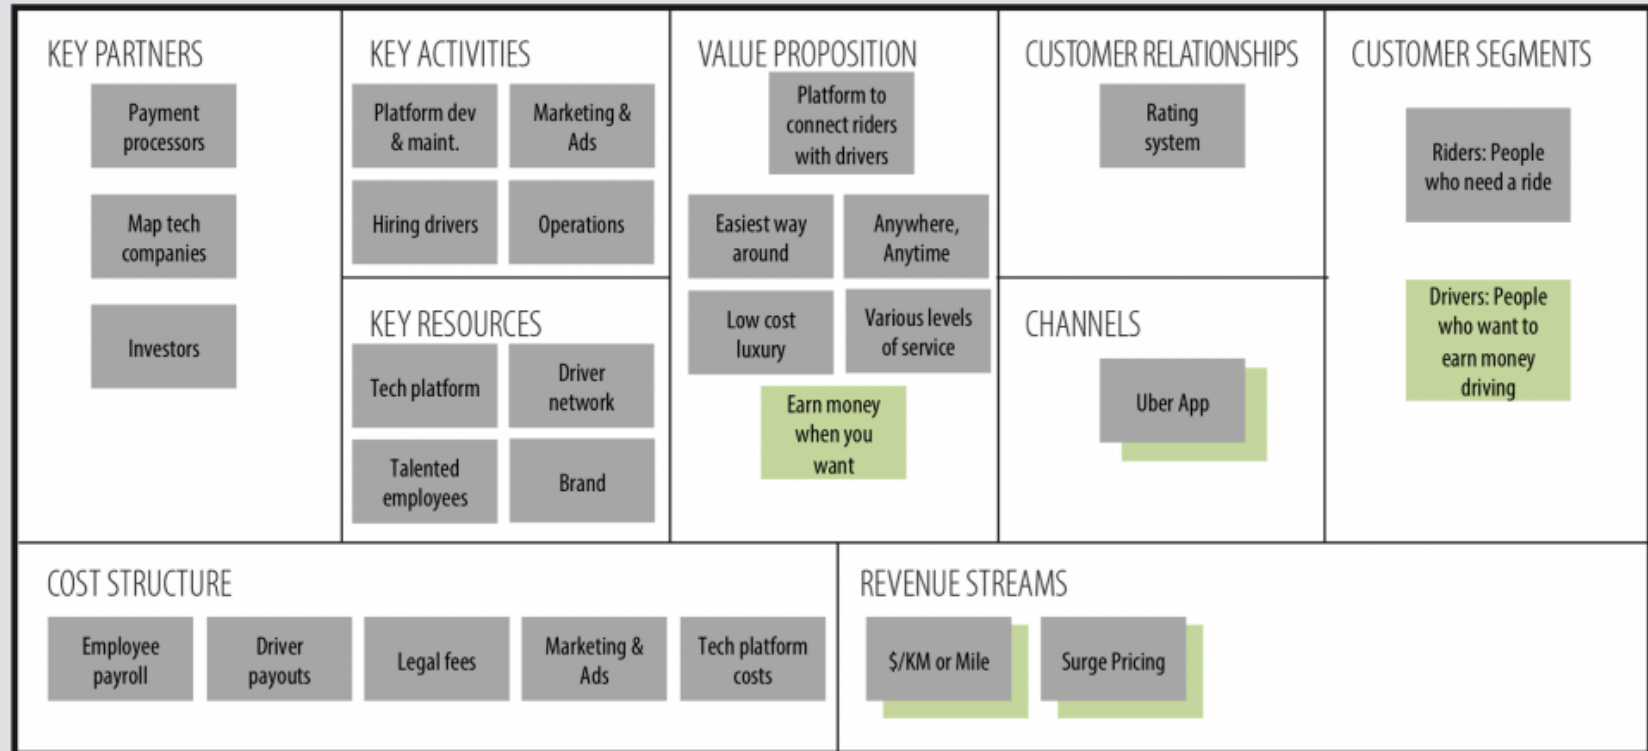 KEY PARTNERS
Payment
processors
Map tech
companies
Investors
KEY ACTIVITIES
Platform dev
& maint.
Marketing &
Ads
Hiring drivers
Operations
KEY RESOURCES
Tech platform
Driver
network
Talented
employees
Brand
VALUE PROPOSITION
Platform to
connect riders
with drivers
Easiest way
around
Anywhere,
Anytime
Low cost
luxury
Various levels
of service
Earn money
when you
want
CUSTOMER RELATIONSHIPS
Rating
system
CHANNELS
Uber App
CUSTOMER SEGMENTS
Riders: People
who need a ride
Drivers: People
who want to
earn money
driving
COST STRUCTURE
Employee
payroll
Driver
payouts
Legal fees
Marketing &
Ads
Tech platform
costs
REVENUE STREAMS
$/KM or Mile
Surge Pricing